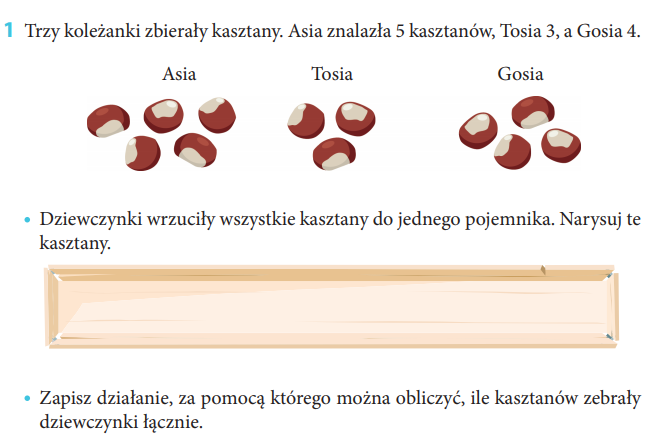 1 Trzy koleżanki zbierały kasztany. Asia znalazła 5 kasztanów, Tosia 3, a Gosia 4.
Asia Tosia Gosia
• Dziewczynki wrzuciły wszystkie kasztany do jednego pojemnika. Narysuj te
kasztany.
• Zapisz działanie, za pomocą którego można obliczyć, ile kasztanów zebrały
dziewczynki łącznie.